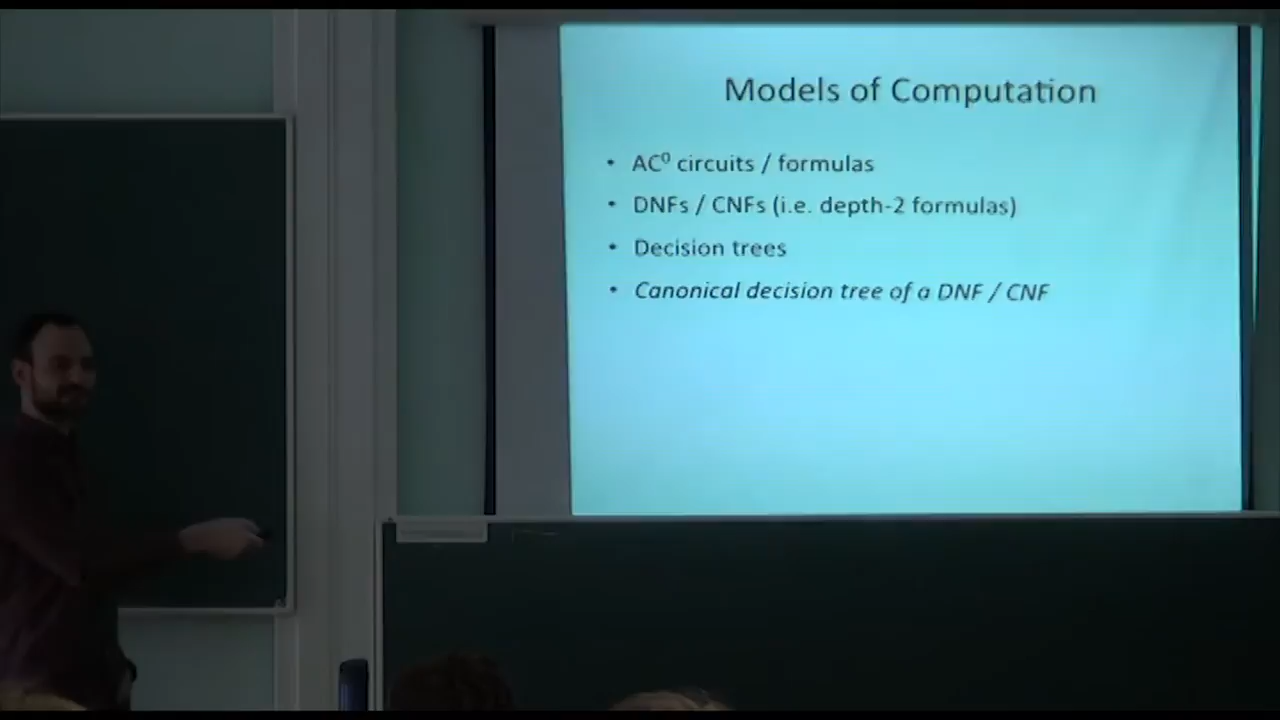 Models of Computation
• AC⁰ circuits / formulas
• DNFs / CNFs (i.e. depth-2 formulas)
• Decision trees
• Canonical decision tree of a DNF / CNF